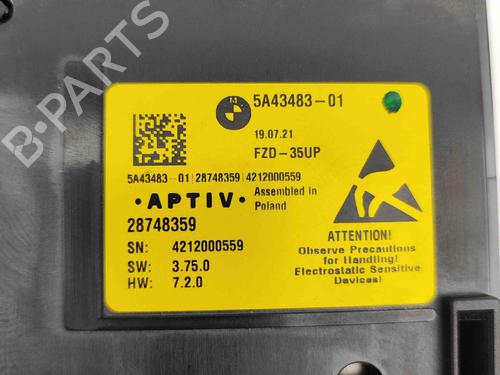 B-PARTS
M
5A43483-01
19.07.21
FZD-35UP
5A43483-01|28748359|4212000559
• APTIV •
Assembled in
Poland
28748359
SN: 4212000559
SW: 3.75.0
HW: 7.2.0
ATTENTION!
Observe Precautions
for Handling!
Electrostatic Sensitive
Devices!